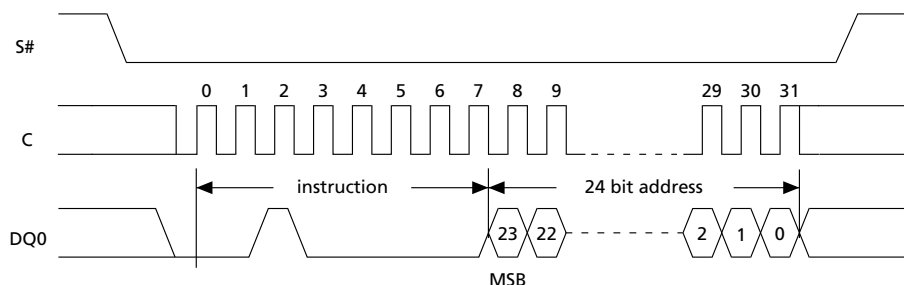 S#
0 1 2 3 4 5 6 7 8 9 29 30 31
C
instruction 24 bit address
DQ0 23 22 2 1 0
MSB